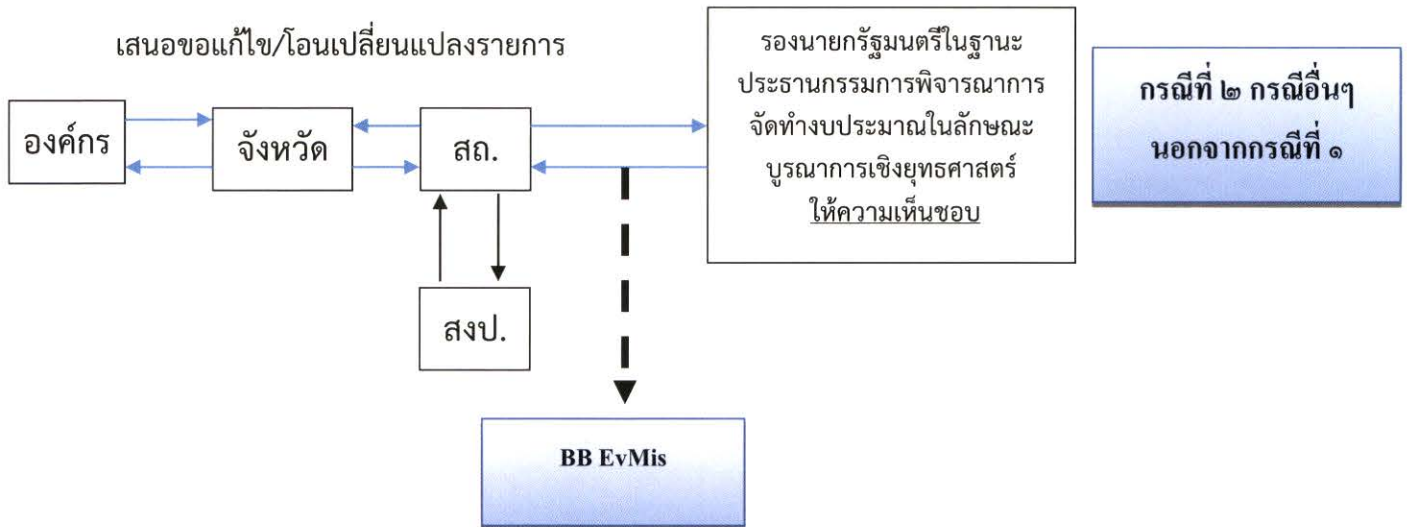 เสนอขอแก้ไข/โอนเปลี่ยนแปลงรายการ
องค์กร
จังหวัด
สถ.
รองนายกรัฐมนตรีในฐานะ
ประธานกรรมการพิจารณาการ
จัดทำงบประมาณในลักษณะ
บูรณาการเชิงยุทธศาสตร์
ให้ความเห็นชอบ
กรณีที่ ๒ กรณีอื่นๆ
นอกจากกรณีที่ ๑
สงป.
BB EvMis